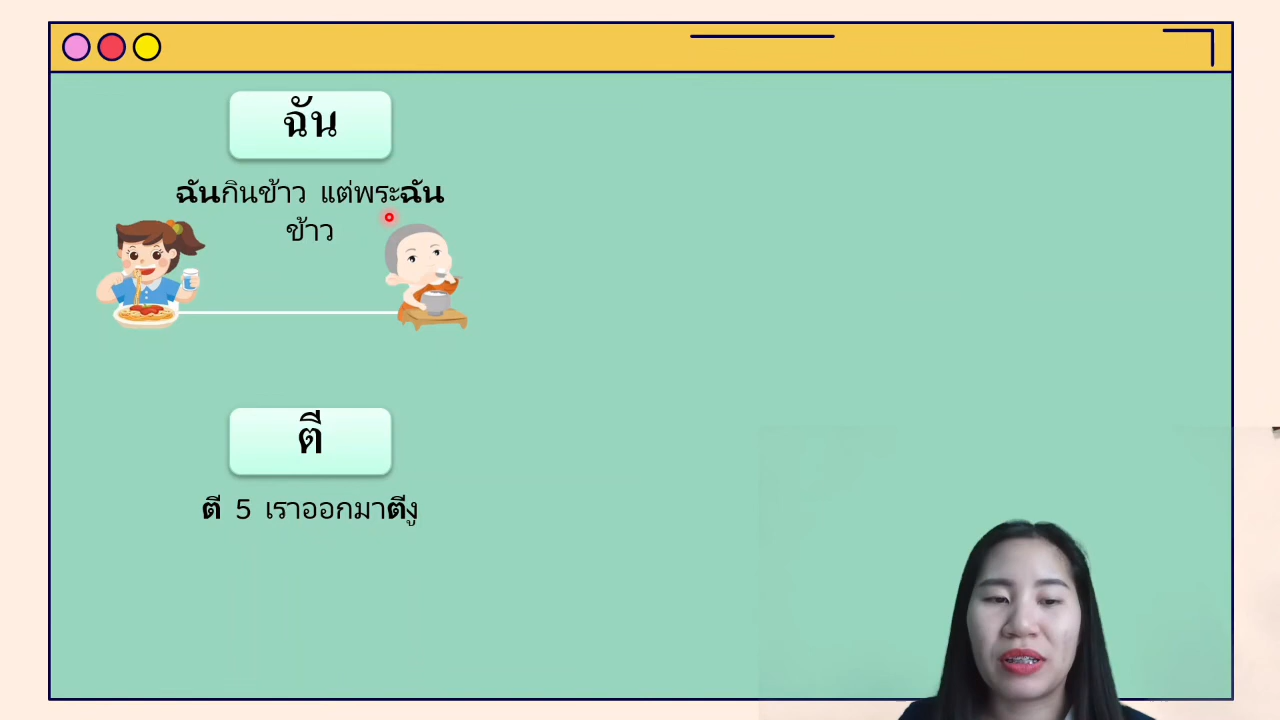 ฉัน
ฉันกินข้าว แต่พระฉัน
ข้าว
ตี
ตี 5 เราออกมาตีงู